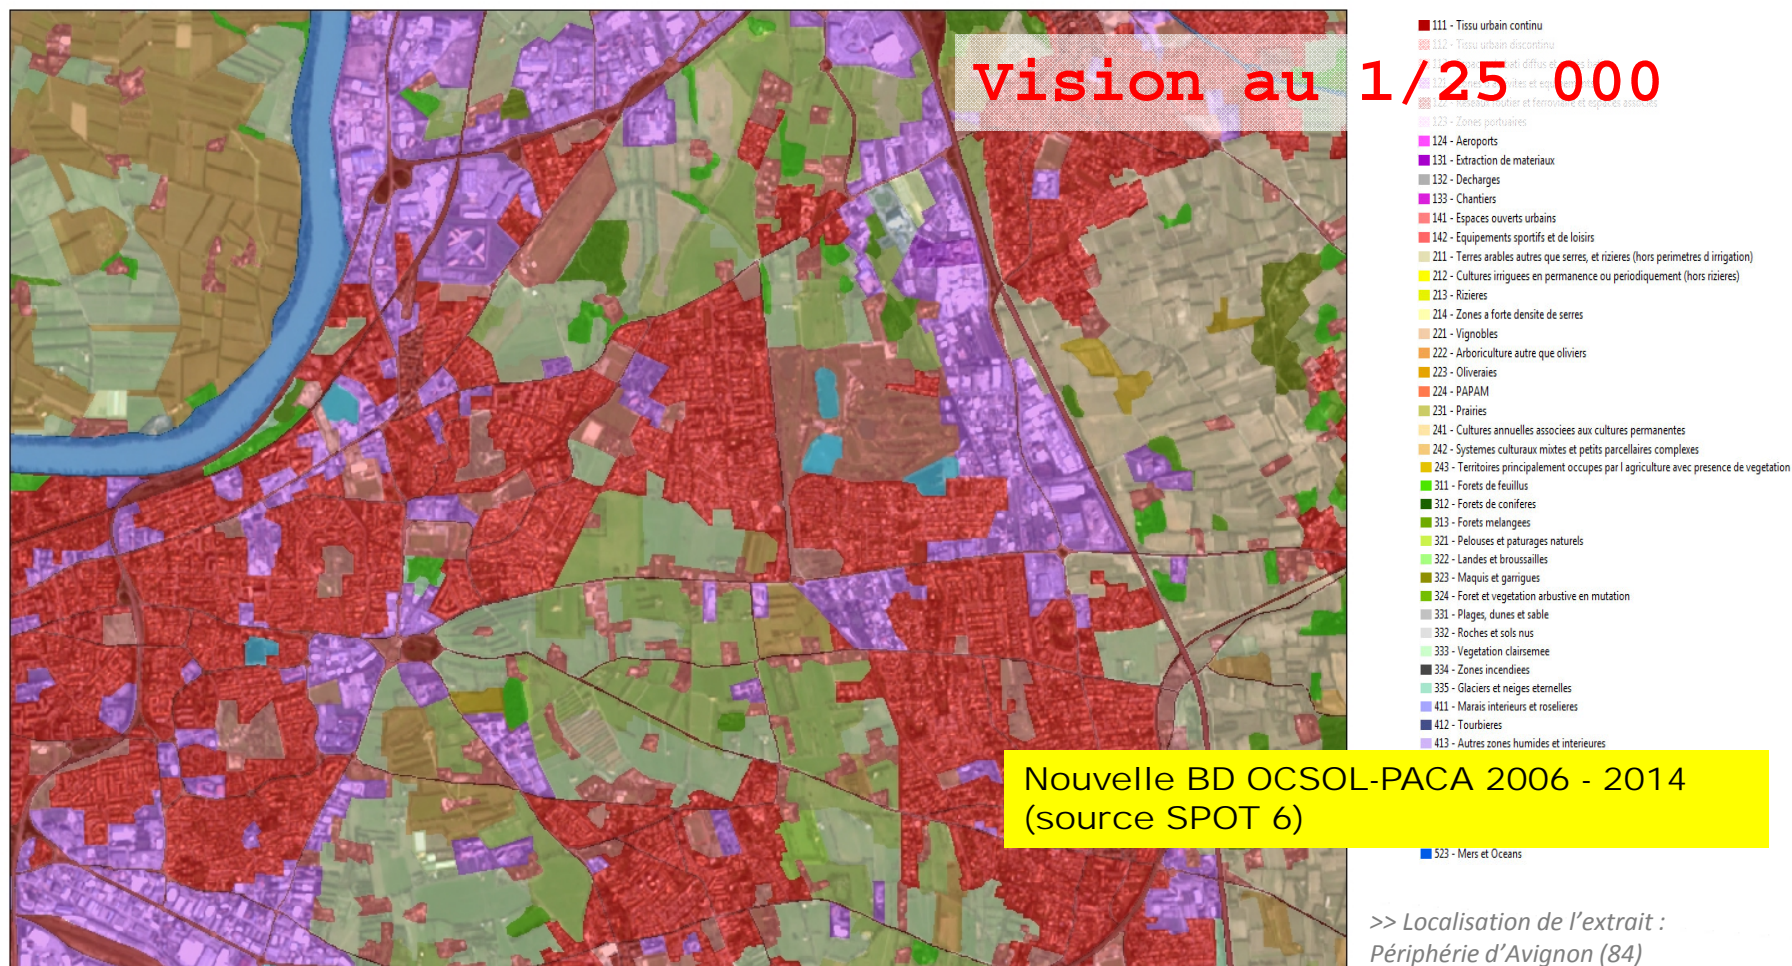 Vision au 1/25 000
111 - Tissu urbain continu
112 - Tissu urbain discontinu
123 - Zones portuaires
124 - Aeroports
131 - Extraction de materiaux
132 - Decharges
133 - Chantiers
141 - Espaces ouverts urbains
142 - Equipements sportifs et de loisirs
211 - Terres arables autres que serres, et rizieres (hors perimetres d irrigation)
212 - Cultures irriguees en permanence ou periodiquement (hors rizieres)
213 - Rizieres
214 - Zones a forte densite de serres
221 - Vignobles
222 - Arboriculture autre que oliviers
223 - Oliveraies
224 - PAPAM
231 - Prairies
241 - Cultures annuelles associees aux cultures permanentes
242 - Systemes culturaux mixtes et petits parcellaires complexes
243 - Territoires principalement occupes par l agriculture avec presence de vegetation
311 - Forets de feuillus
312 - Forets de coniferes
313 - Forets melangees
321 - Pelouses et paturages naturels
322 - Landes et broussailles
323 - Maquis et garrigues
324 - Foret et vegetation arbustive en mutation
331 - Plages, dunes et sable
332 - Roches et sols nus
333 - Vegetation clairsemee
334 - Zones incendiees
335 - Glaciers et neiges eternelles
411 - Marais interieurs et roselieres
412 - Tourbieres
413 - Autres zones humides et interieures
Nouvelle BD OCSOL-PACA 2006 - 2014
(source SPOT 6)
523 - Mers et Oceans
>> Localisation de l’extrait :
Périphérie d’Avignon (84)